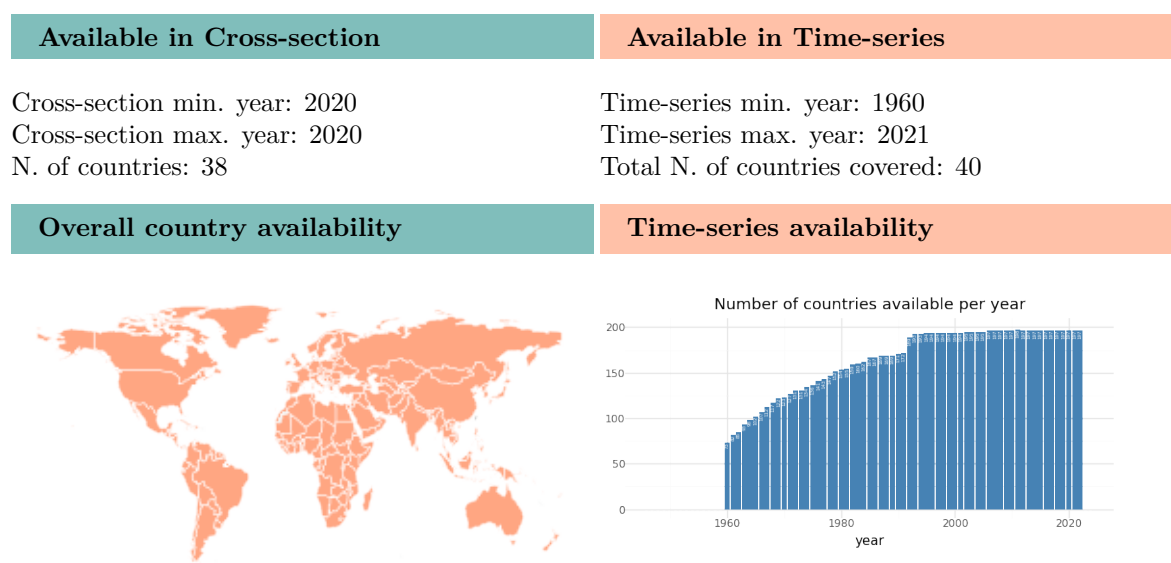 Available in Cross-section
Cross-section min. year: 2020
Cross-section max. year: 2020
N. of countries: 38
Available in Time-series
Time-series min. year: 1960
Time-series max. year: 2021
Total N. of countries covered: 40
Overall country availability
Time-series availability
Number of countries available per year
200
150
100
50
0
1960
1980
2000
2020
year